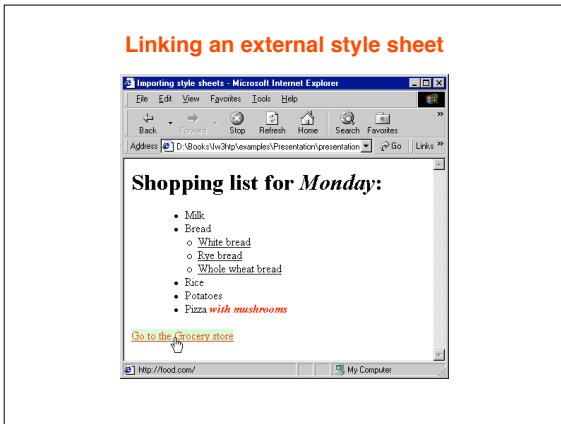 Linking an external style sheet
Importing style sheets - Microsoft Internet Explorer
File Edit View Favorites Tools Help
Back Forward Stop Refresh Home Search Favorites »
Address D:\Books\Iw3htp\examples\Presentation\presentation Go Links »
Shopping list for Monday:
Milk
Bread
White bread
Rye bread
Whole wheat bread
Rice
Potatoes
Pizza with mushrooms
Go to the Grocery store
http://food.com/ My Computer